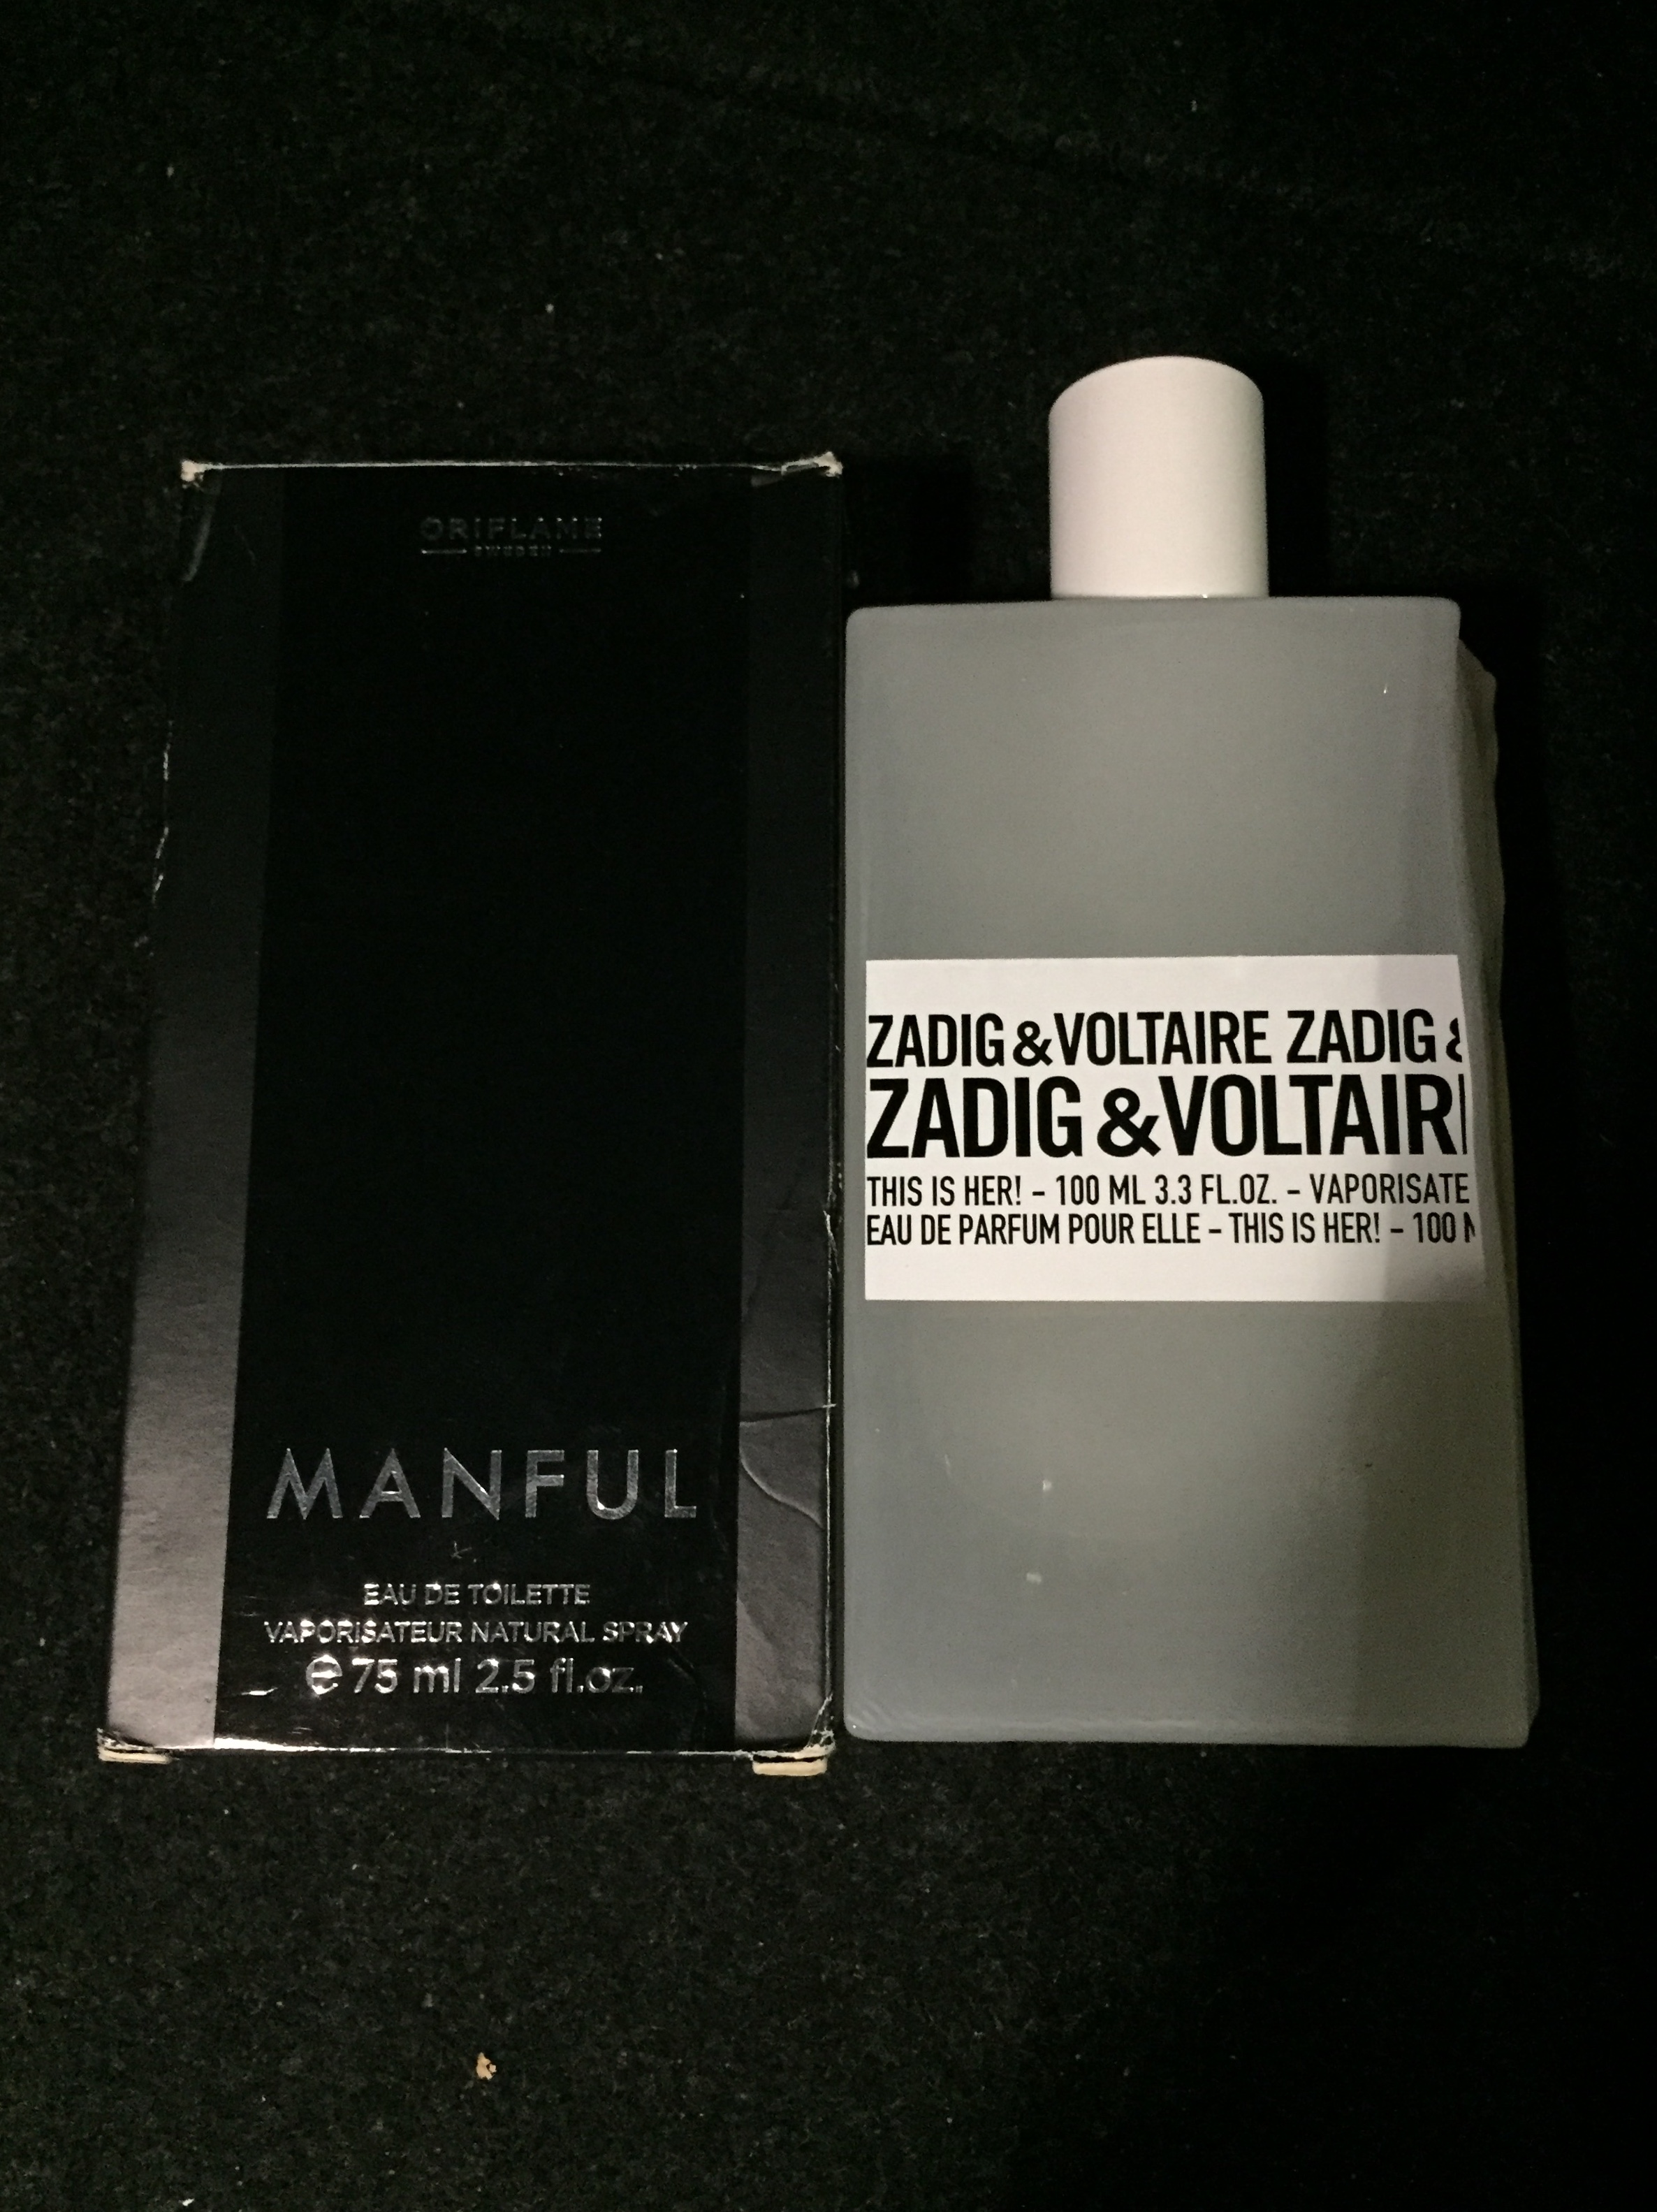 ORIFLAME
SWEDEN
MANFUL
EAU DE TOILETTE
VAPORISATEUR NATURAL SPRAY
℮ 75 ml 2.5 fl.oz.
ZADIG & VOLTAIRE ZADIG &
ZADIG & VOLTAIR
THIS IS HER! – 100 ML 3.3 FL.OZ. – VAPORISATE
EAU DE PARFUM POUR ELLE – THIS IS HER! – 100 M